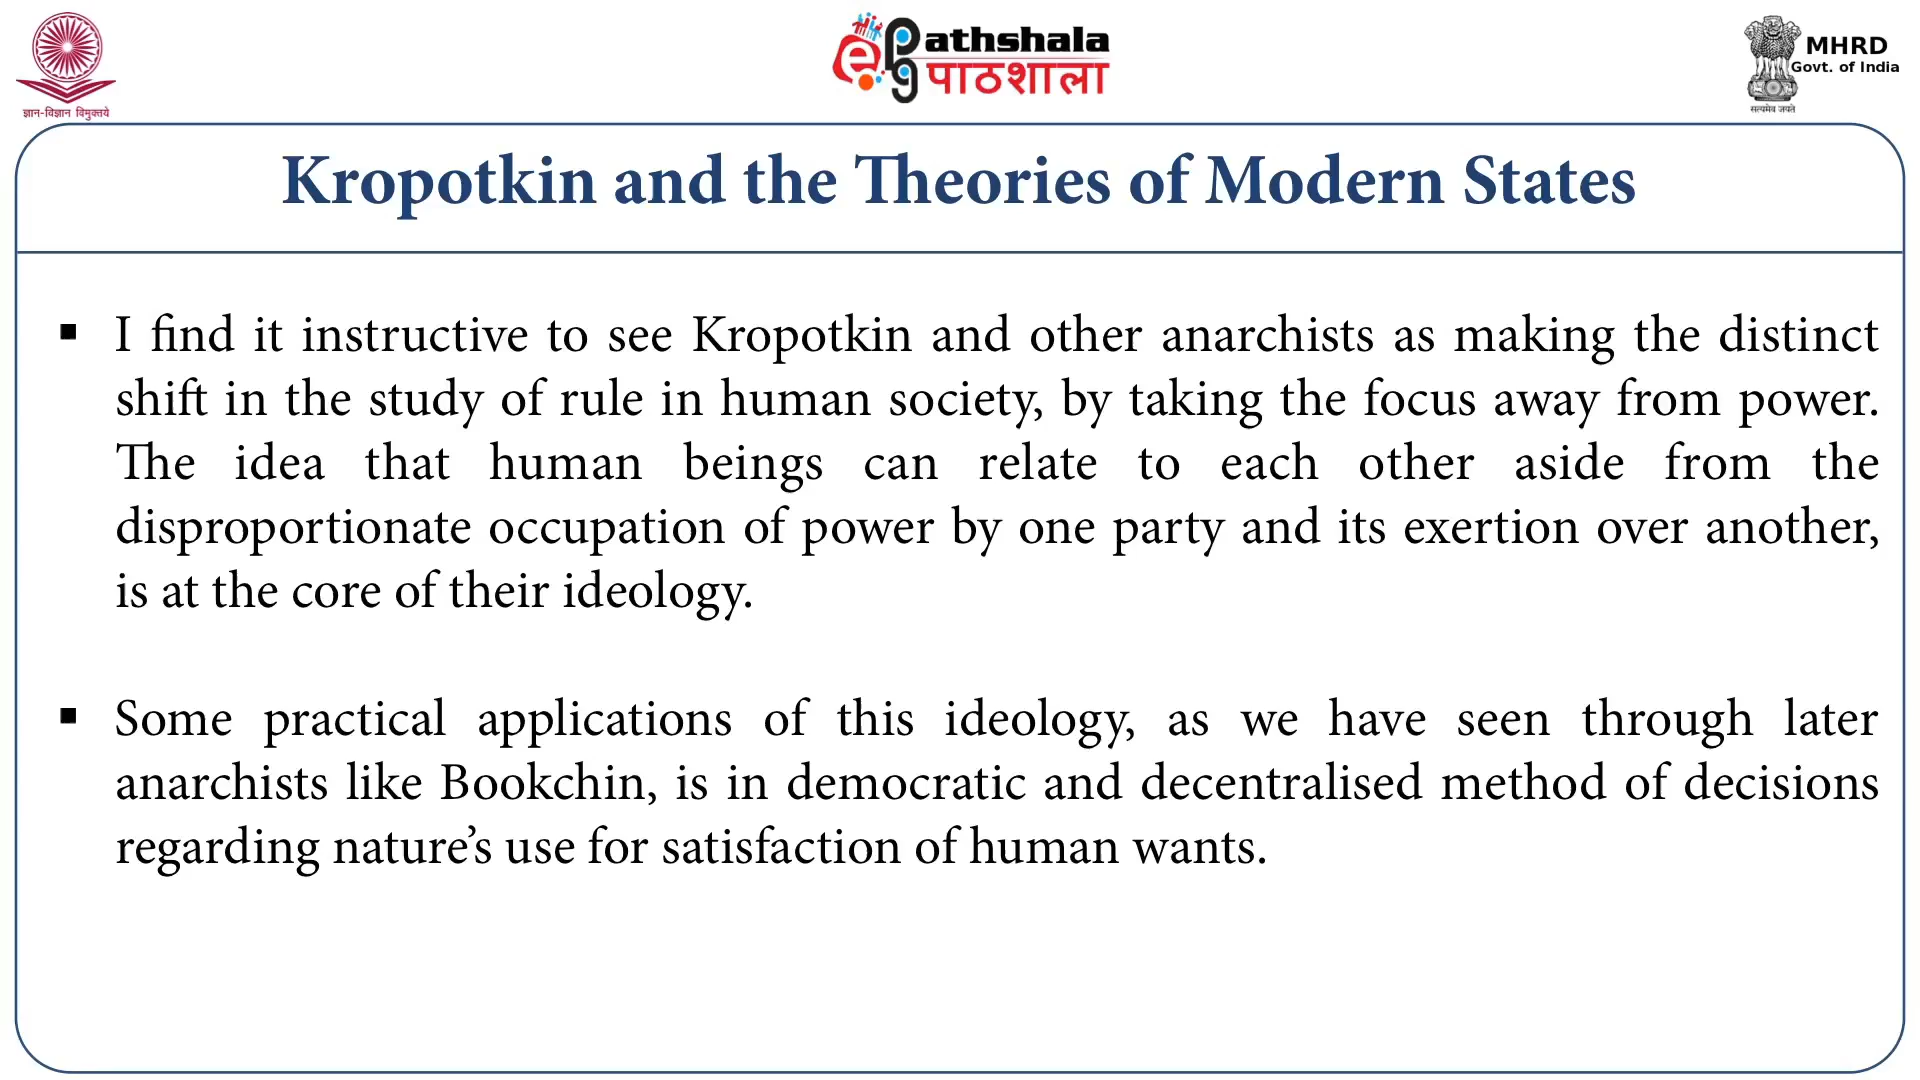 ज्ञान-विज्ञान विमुक्तये
ePG Pathshala
पाठशाला
MHRD
Govt. of India
सत्यमेव जयते
Kropotkin and the Theories of Modern States
▪ I find it instructive to see Kropotkin and other anarchists as making the distinct
shift in the study of rule in human society, by taking the focus away from power.
The idea that human beings can relate to each other aside from the
disproportionate occupation of power by one party and its exertion over another,
is at the core of their ideology.
▪ Some practical applications of this ideology, as we have seen through later
anarchists like Bookchin, is in democratic and decentralised method of decisions
regarding nature’s use for satisfaction of human wants.